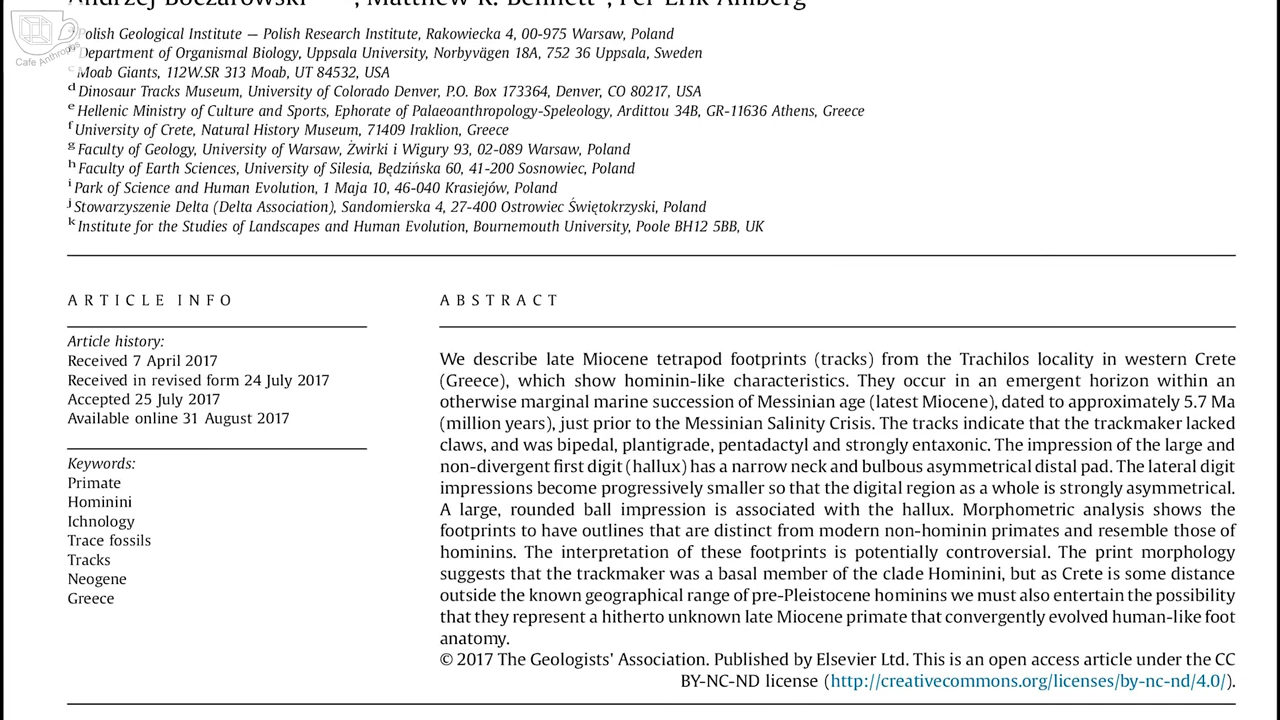 Andrzej Boczarowski, Matthew R. Bennett, Per Erik Ahlberg
Cafe Anthropos
Polish Geological Institute — Polish Research Institute, Rakowiecka 4, 00-975 Warsaw, Poland
Department of Organismal Biology, Uppsala University, Norbyvägen 18A, 752 36 Uppsala, Sweden
c Moab Giants, 112W.SR 313 Moab, UT 84532, USA
d Dinosaur Tracks Museum, University of Colorado Denver, P.O. Box 173364, Denver, CO 80217, USA
e Hellenic Ministry of Culture and Sports, Ephorate of Palaeoanthropology-Speleology, Ardittou 34B, GR-11636 Athens, Greece
f University of Crete, Natural History Museum, 71409 Iraklion, Greece
g Faculty of Geology, University of Warsaw, Żwirki i Wigury 93, 02-089 Warsaw, Poland
h Faculty of Earth Sciences, University of Silesia, Będzińska 60, 41-200 Sosnowiec, Poland
i Park of Science and Human Evolution, 1 Maja 10, 46-040 Krasiejów, Poland
j Stowarzyszenie Delta (Delta Association), Sandomierska 4, 27-400 Ostrowiec Świętokrzyski, Poland
k Institute for the Studies of Landscapes and Human Evolution, Bournemouth University, Poole BH12 5BB, UK
ARTICLE INFO
Article history:
Received 7 April 2017
Received in revised form 24 July 2017
Accepted 25 July 2017
Available online 31 August 2017
Keywords:
Primate
Hominini
Ichnology
Trace fossils
Tracks
Neogene
Greece
ABSTRACT
We describe late Miocene tetrapod footprints (tracks) from the Trachilos locality in western Crete
(Greece), which show hominin-like characteristics. They occur in an emergent horizon within an
otherwise marginal marine succession of Messinian age (latest Miocene), dated to approximately 5.7 Ma
(million years), just prior to the Messinian Salinity Crisis. The tracks indicate that the trackmaker lacked
claws, and was bipedal, plantigrade, pentadactyl and strongly entaxonic. The impression of the large and
non-divergent first digit (hallux) has a narrow neck and bulbous asymmetrical distal pad. The lateral digit
impressions become progressively smaller so that the digital region as a whole is strongly asymmetrical.
A large, rounded ball impression is associated with the hallux. Morphometric analysis shows the
footprints to have outlines that are distinct from modern non-hominin primates and resemble those of
hominins. The interpretation of these footprints is potentially controversial. The print morphology
suggests that the trackmaker was a basal member of the clade Hominini, but as Crete is some distance
outside the known geographical range of pre-Pleistocene hominins we must also entertain the possibility
that they represent a hitherto unknown late Miocene primate that convergently evolved human-like foot
anatomy.
© 2017 The Geologists' Association. Published by Elsevier Ltd. This is an open access article under the CC
BY-NC-ND license (http://creativecommons.org/licenses/by-nc-nd/4.0/).